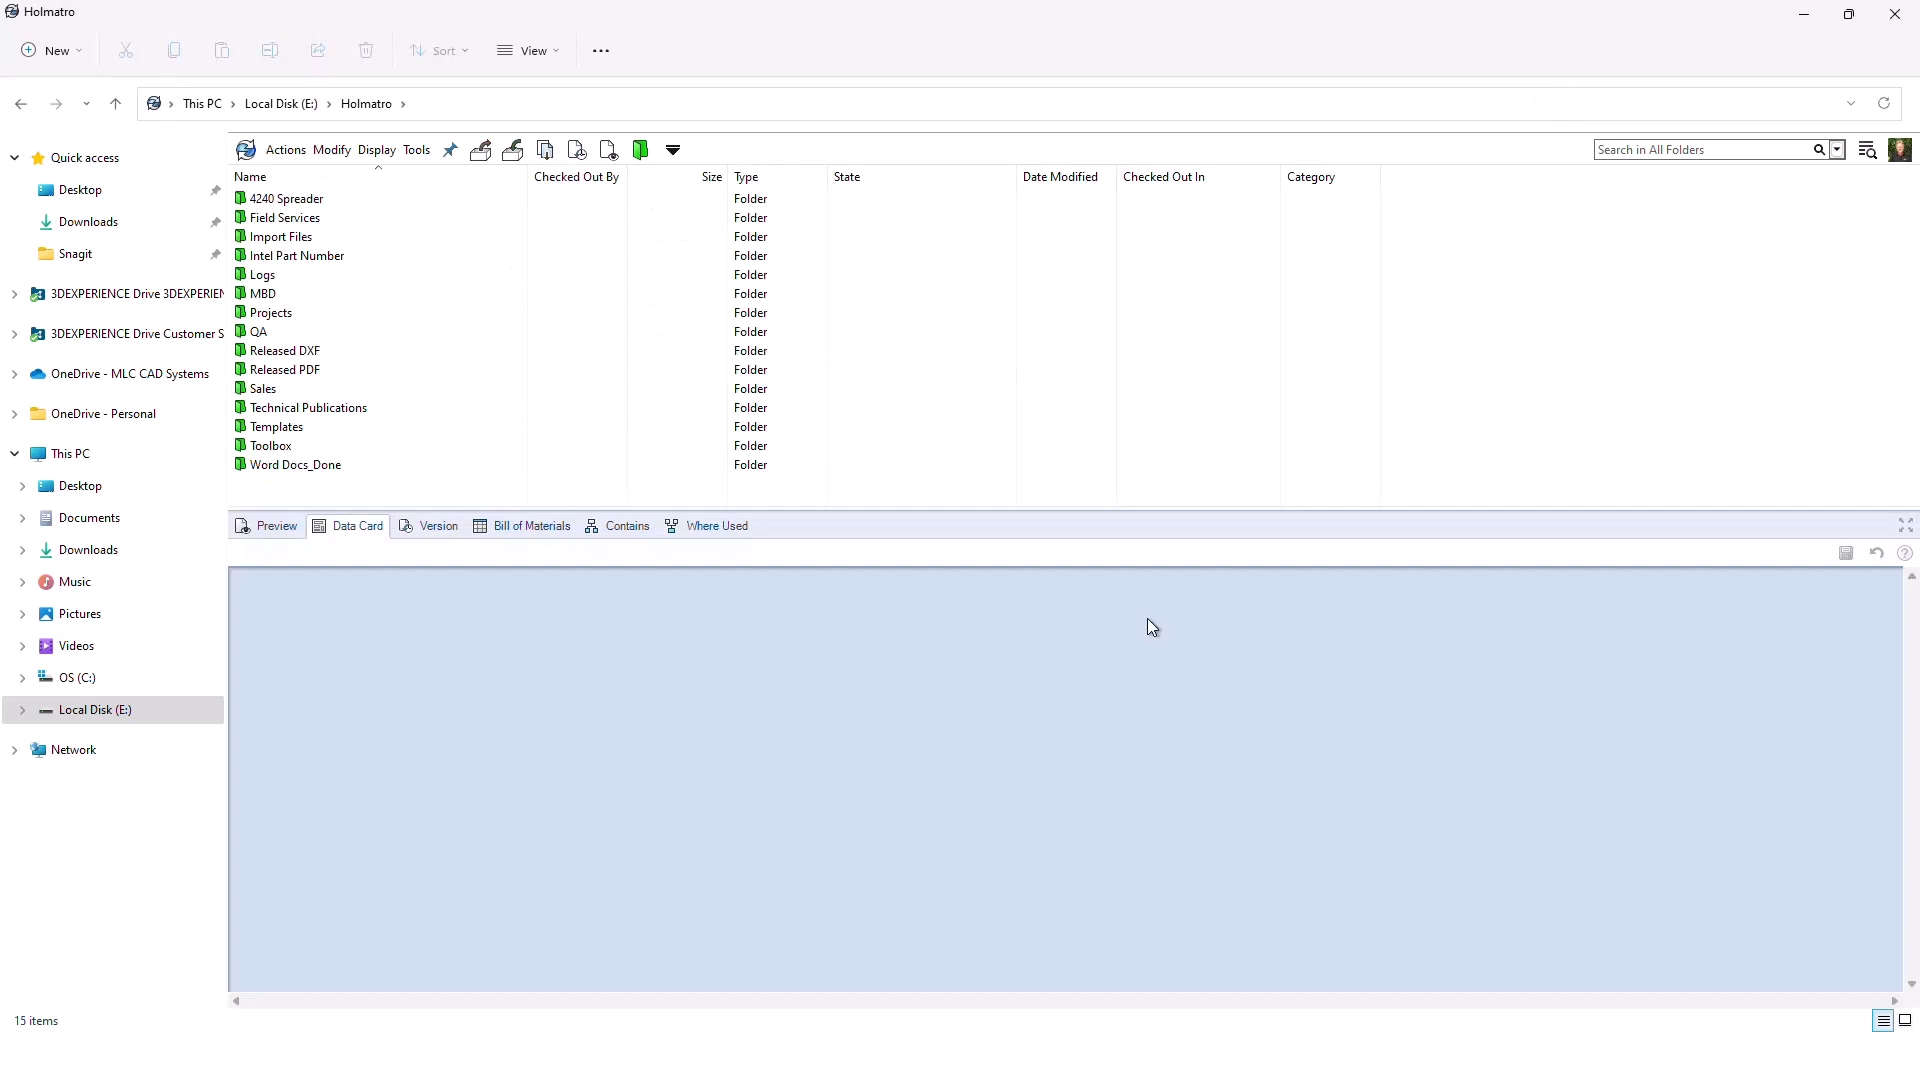 Holmatro
New
Sort
View
This PC
Local Disk (E:)
Holmatro
Quick access
Desktop
Downloads
Snagit
3DEXPERIENCE Drive 3DEXPERIEN
3DEXPERIENCE Drive Customer S
OneDrive - MLC CAD Systems
OneDrive - Personal
This PC
Desktop
Documents
Downloads
Music
Pictures
Videos
OS (C:)
Local Disk (E:)
Network
Actions Modify Display Tools
Search in All Folders
Name Checked Out By Size Type State Date Modified Checked Out In Category
4240 Spreader Folder
Field Services Folder
Import Files Folder
Intel Part Number Folder
Logs Folder
MBD Folder
Projects Folder
QA Folder
Released DXF Folder
Released PDF Folder
Sales Folder
Technical Publications Folder
Templates Folder
Toolbox Folder
Word Docs_Done Folder
Preview Data Card Version Bill of Materials Contains Where Used
15 items